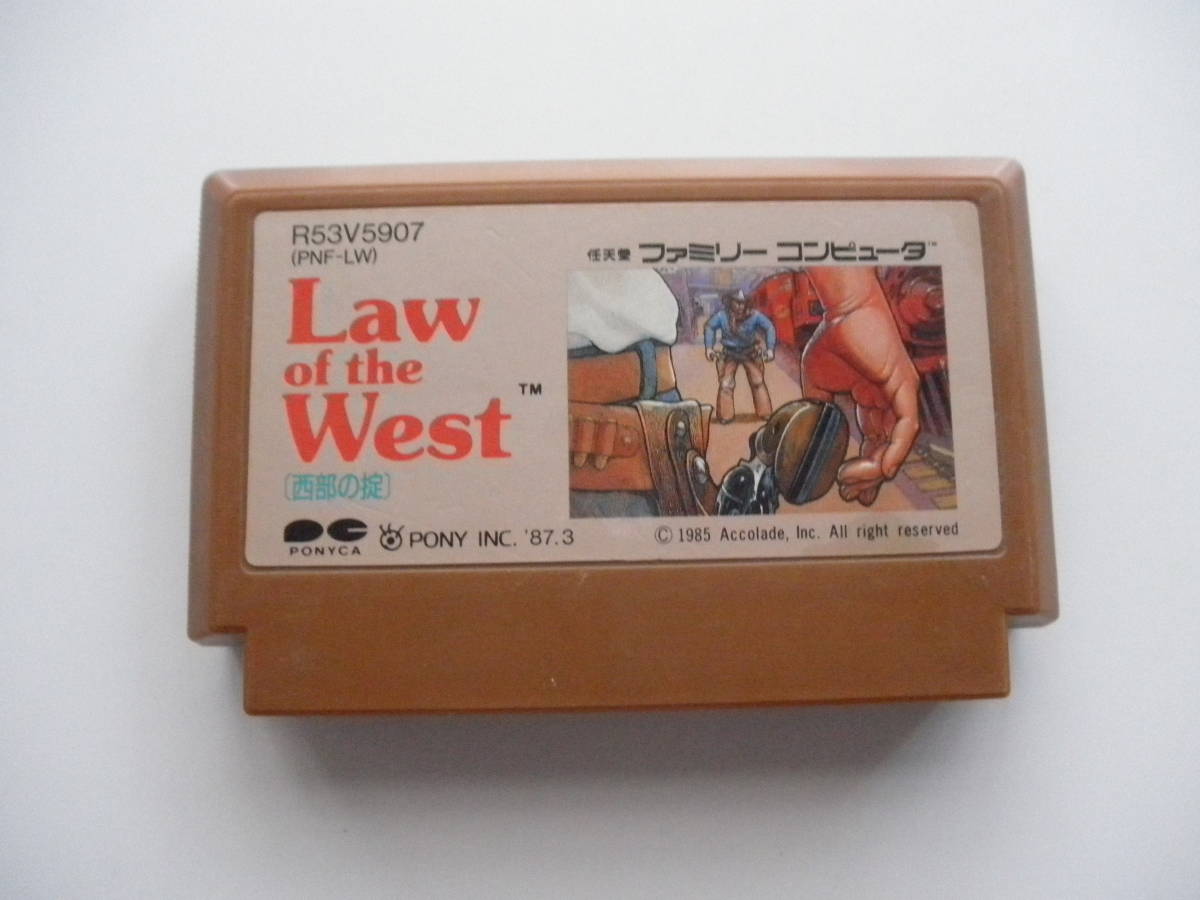 R53V5907
(PNF-LW)
任天堂 ファミリー コンピュータ™
Law
of the
West™
〔西部の掟〕
PONYCA
PONY INC. '87.3
© 1985 Accolade, Inc. All right reserved